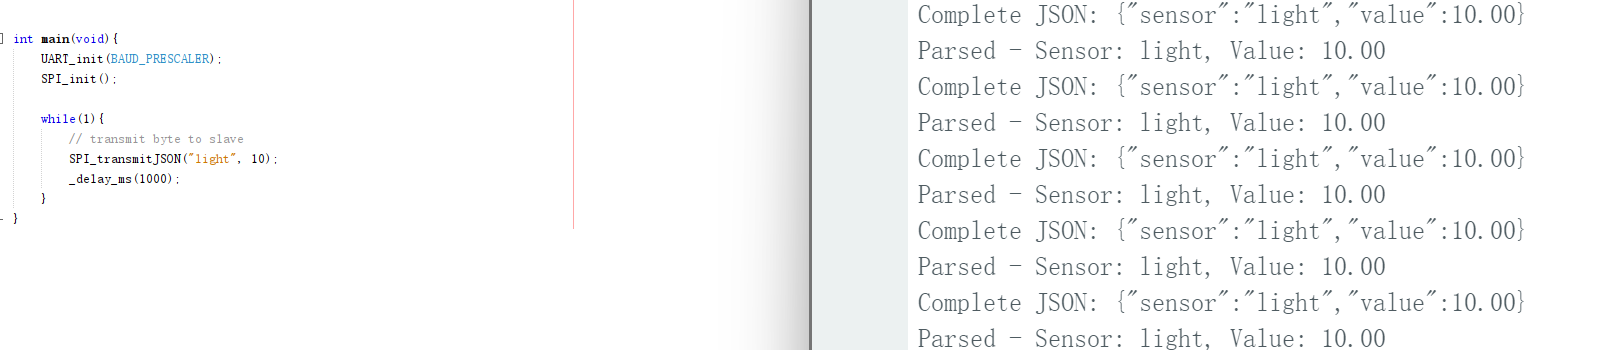 int main(void){
UART_init(BAUD_PRESCALER);
SPI_init();
while(1){
// transmit byte to slave
SPI_transmitJSON("light", 10);
_delay_ms(1000);
}
}
Complete JSON: {"sensor":"light","value":10.00}
Parsed - Sensor: light, Value: 10.00
Complete JSON: {"sensor":"light","value":10.00}
Parsed - Sensor: light, Value: 10.00
Complete JSON: {"sensor":"light","value":10.00}
Parsed - Sensor: light, Value: 10.00
Complete JSON: {"sensor":"light","value":10.00}
Parsed - Sensor: light, Value: 10.00
Complete JSON: {"sensor":"light","value":10.00}
Parsed - Sensor: light, Value: 10.00